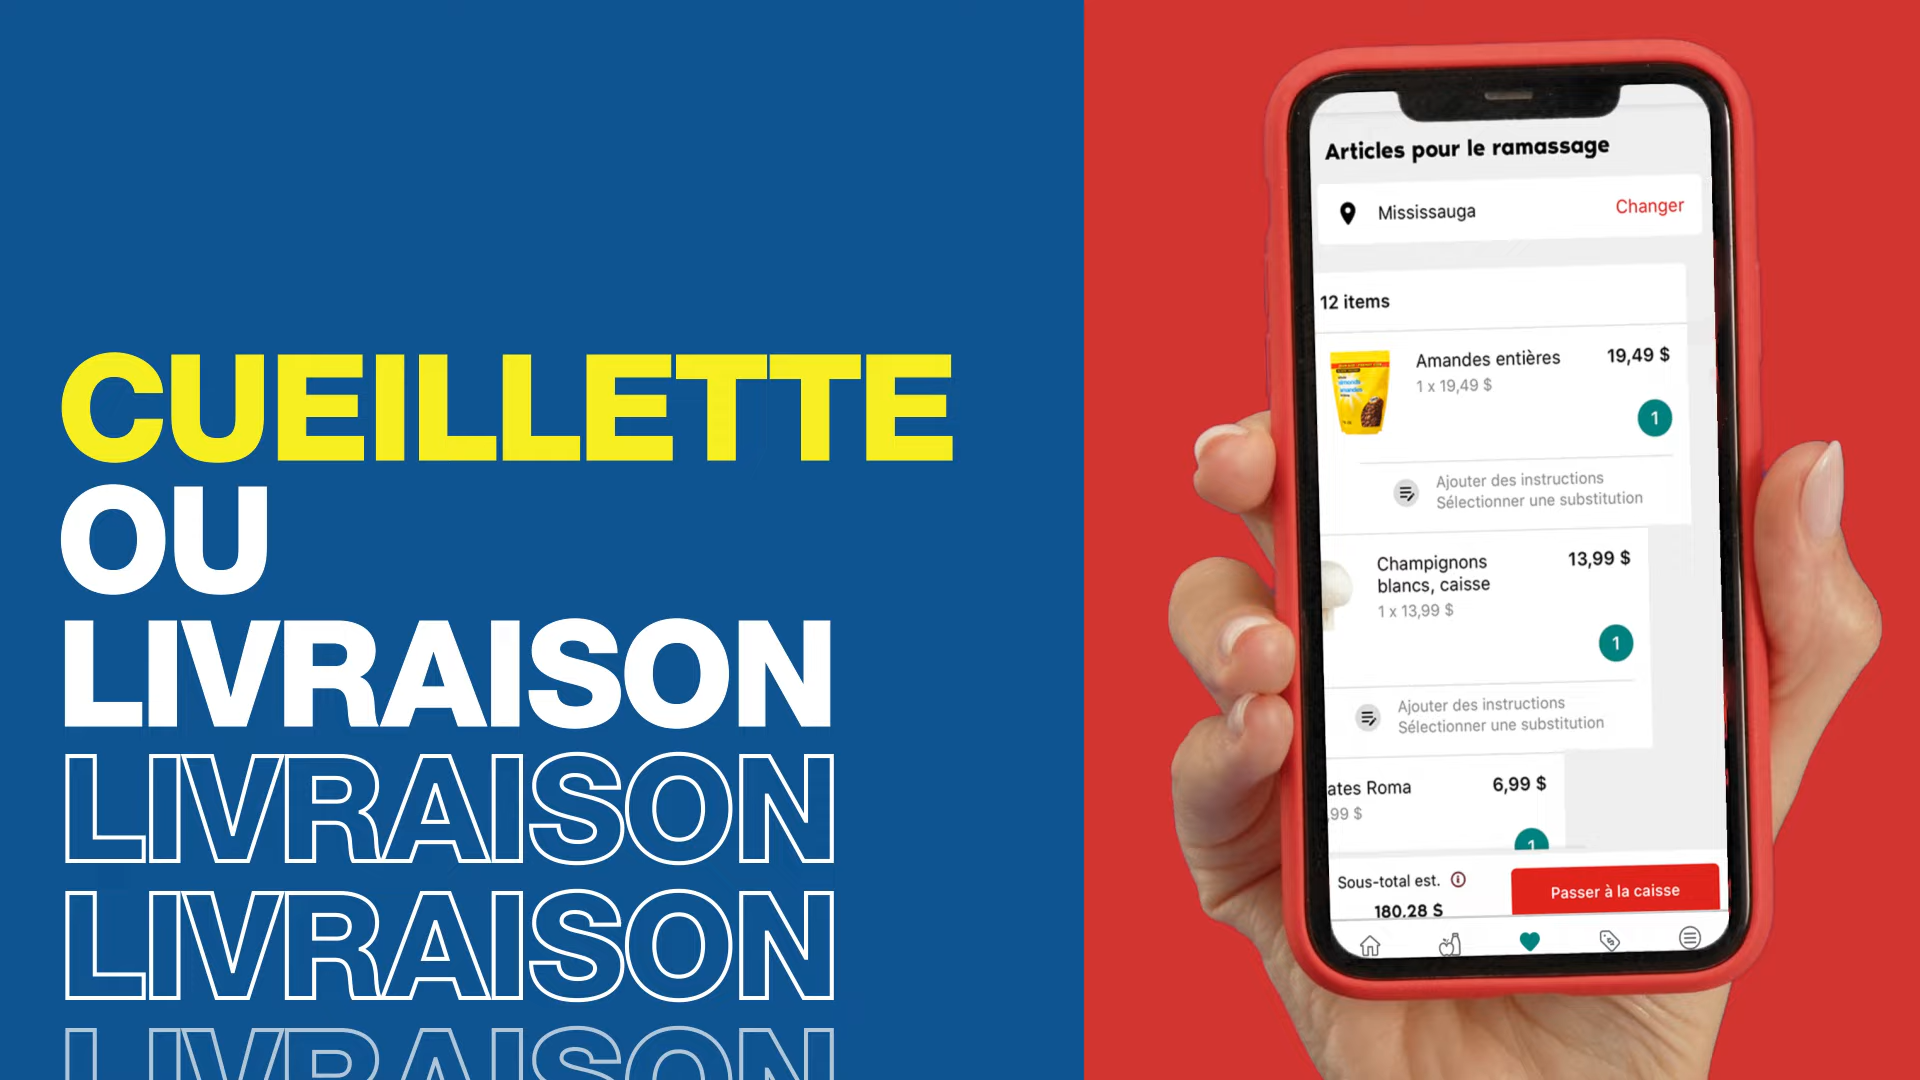 CUEILLETTE
OU
LIVRAISON
LIVRAISON
LIVRAISON
LIVRAISON
Articles pour le ramassage
Mississauga
Changer
12 items
Amandes entières
19,49 $
1 x 19,49 $
1
Ajouter des instructions
Sélectionner une substitution
Champignons
blancs, caisse
13,99 $
1 x 13,99 $
1
Ajouter des instructions
Sélectionner une substitution
ates Roma
6,99 $
,99 $
1
Sous-total est.
180,28 $
Passer à la caisse